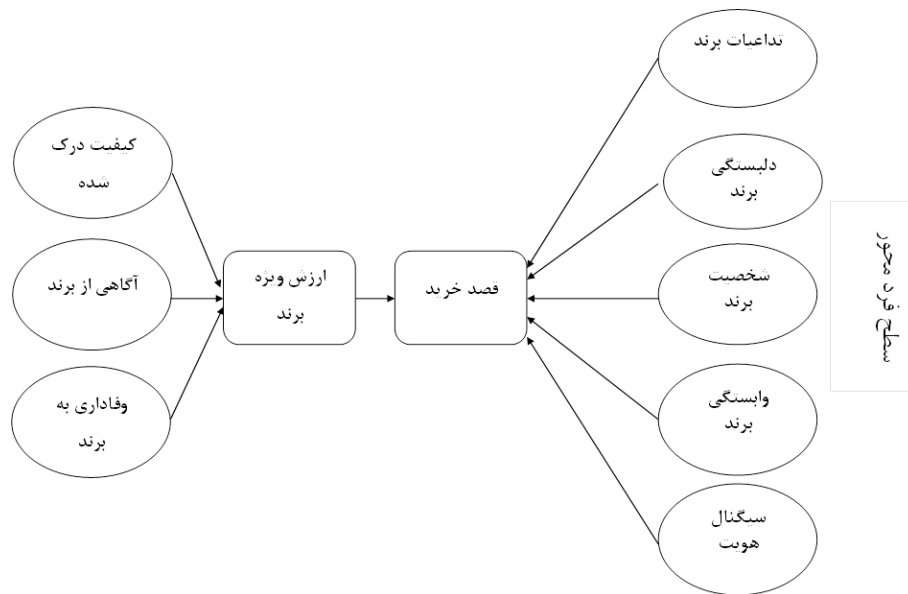 تداعیات برند
دلبستگی
برند
شخصیت
برند
وابستگی
برند
سیگنال
هویت
سطح فرد محور
قصد خرید
ارزش ویژه
برند
کیفیت درک
شده
آگاهی از برند
وفاداری به
برند